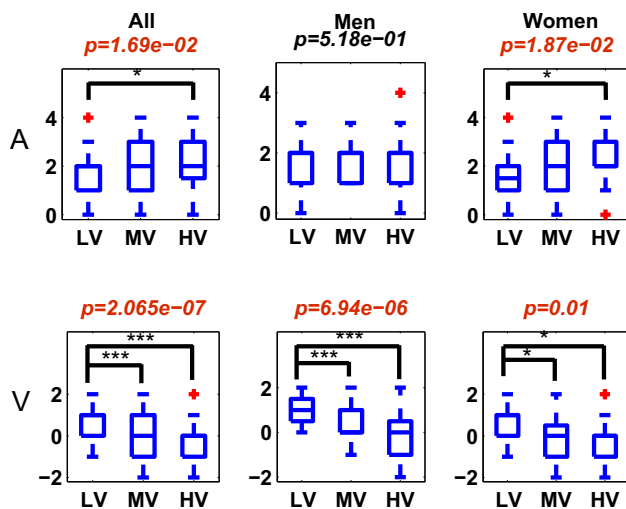 All Men Women
p=1.69e−02 p=5.18e−01 p=1.87e−02
A
* *
4 4 4
2 2 2
0 0 0
LV MV HV LV MV HV LV MV HV
p=2.065e−07 p=6.94e−06 p=0.01
V
*** *** *
*** *** *
2 2 2
0 0 0
−2 −2 −2
LV MV HV LV MV HV LV MV HV